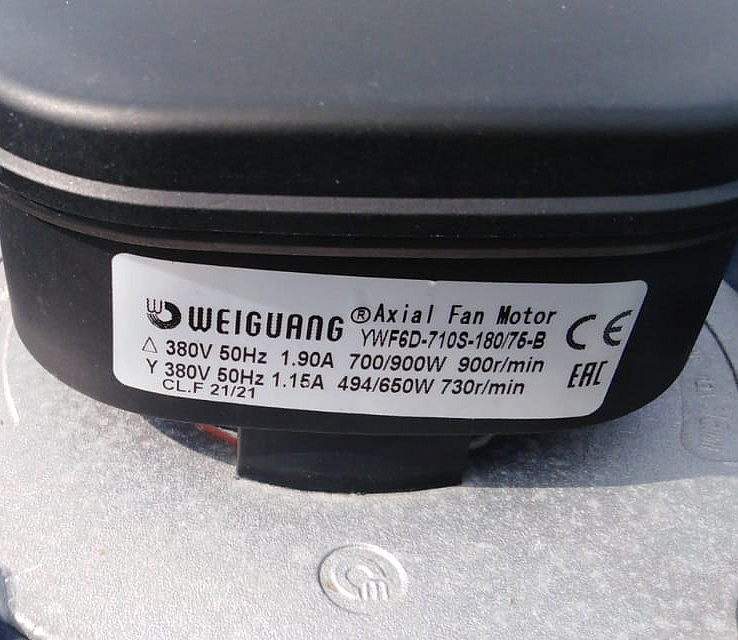 WEIGUANG ® Axial Fan Motor
YWF6D-710S-180/75-B
CE
△ 380V 50Hz 1.90A 700/900W 900r/min
Y 380V 50Hz 1.15A 494/650W 730r/min
EAC
CL.F 21/21